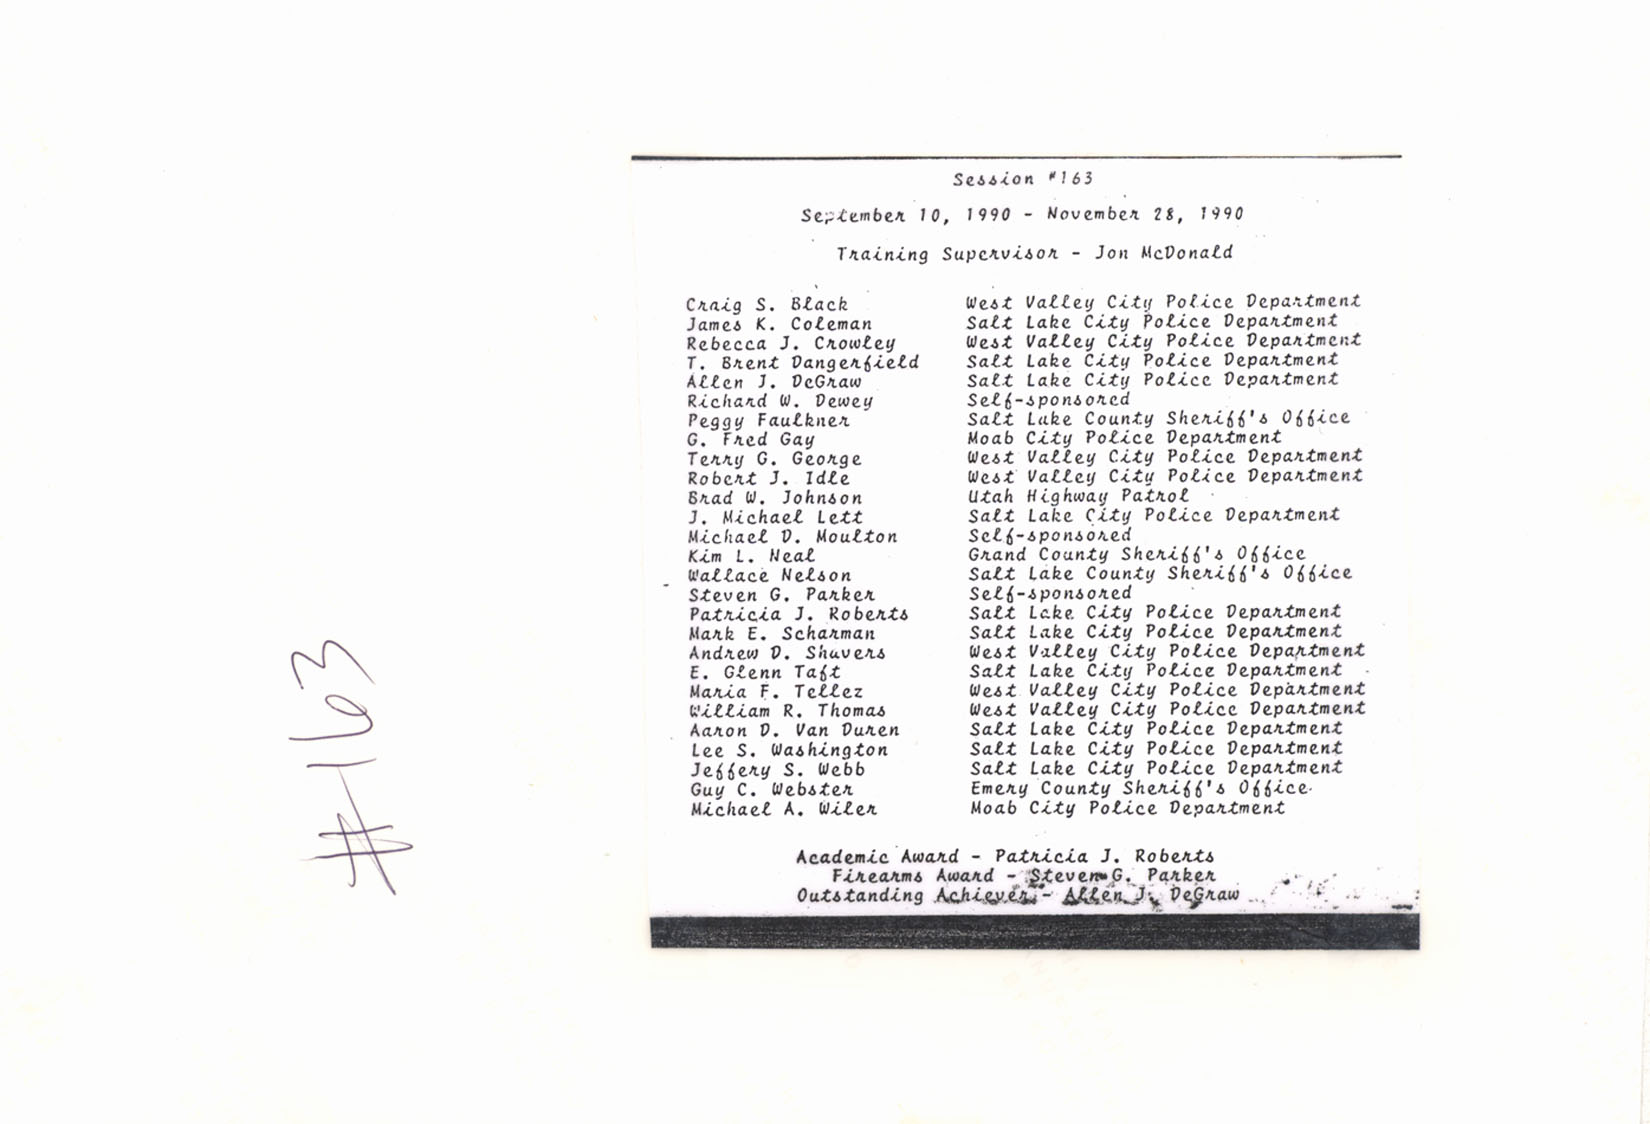 Session #163
September 10, 1990 - November 28, 1990
Training Supervisor - Jon McDonald
Craig S. Black West Valley City Police Department
James K. Coleman Salt Lake City Police Department
Rebecca J. Crowley West Valley City Police Department
T. Brent Dangerfield Salt Lake City Police Department
Allen J. DeGraw Salt Lake City Police Department
Richard W. Dewey Self-sponsored
Peggy Faulkner Salt Lake County Sheriff's Office
G. Fred Gay Moab City Police Department
Terry G. George West Valley City Police Department
Robert J. Idle West Valley City Police Department
Brad W. Johnson Utah Highway Patrol
J. Michael Lett Salt Lake City Police Department
Michael D. Moulton Self-sponsored
Kim L. Neal Grand County Sheriff's Office
Wallace Nelson Salt Lake County Sheriff's Office
Steven G. Parker Self-sponsored
Patricia J. Roberts Salt Lake City Police Department
Mark E. Scharman Salt Lake City Police Department
Andrew D. Shavers West Valley City Police Department
E. Glenn Taft Salt Lake City Police Department
Maria F. Tellez West Valley City Police Department
William R. Thomas West Valley City Police Department
Aaron D. Van Duren Salt Lake City Police Department
Lee S. Washington Salt Lake City Police Department
Jeffery S. Webb Salt Lake City Police Department
Guy C. Webster Emery County Sheriff's Office
Michael A. Wiler Moab City Police Department
Academic Award - Patricia J. Roberts
Firearms Award - Steven G. Parker
Outstanding Achiever - Allen J. DeGraw
#163